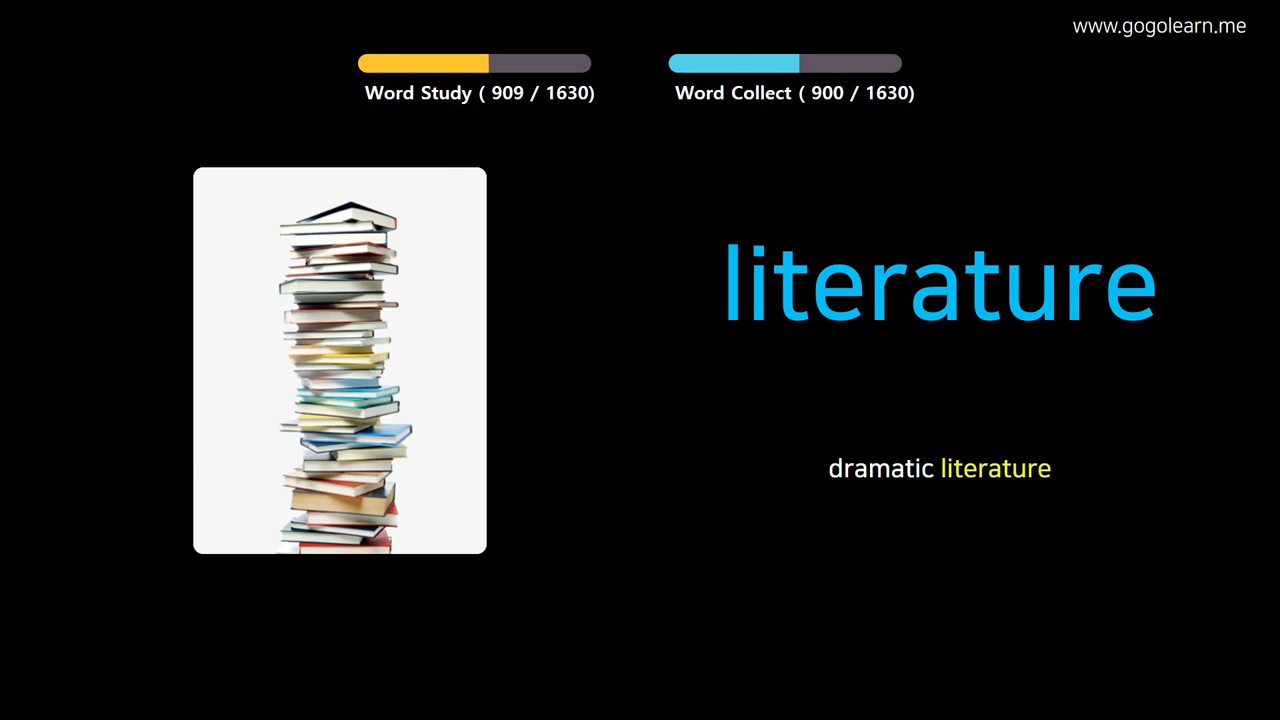 www.gogolearn.me
Word Study ( 909 / 1630)
Word Collect ( 900 / 1630)
literature
dramatic literature